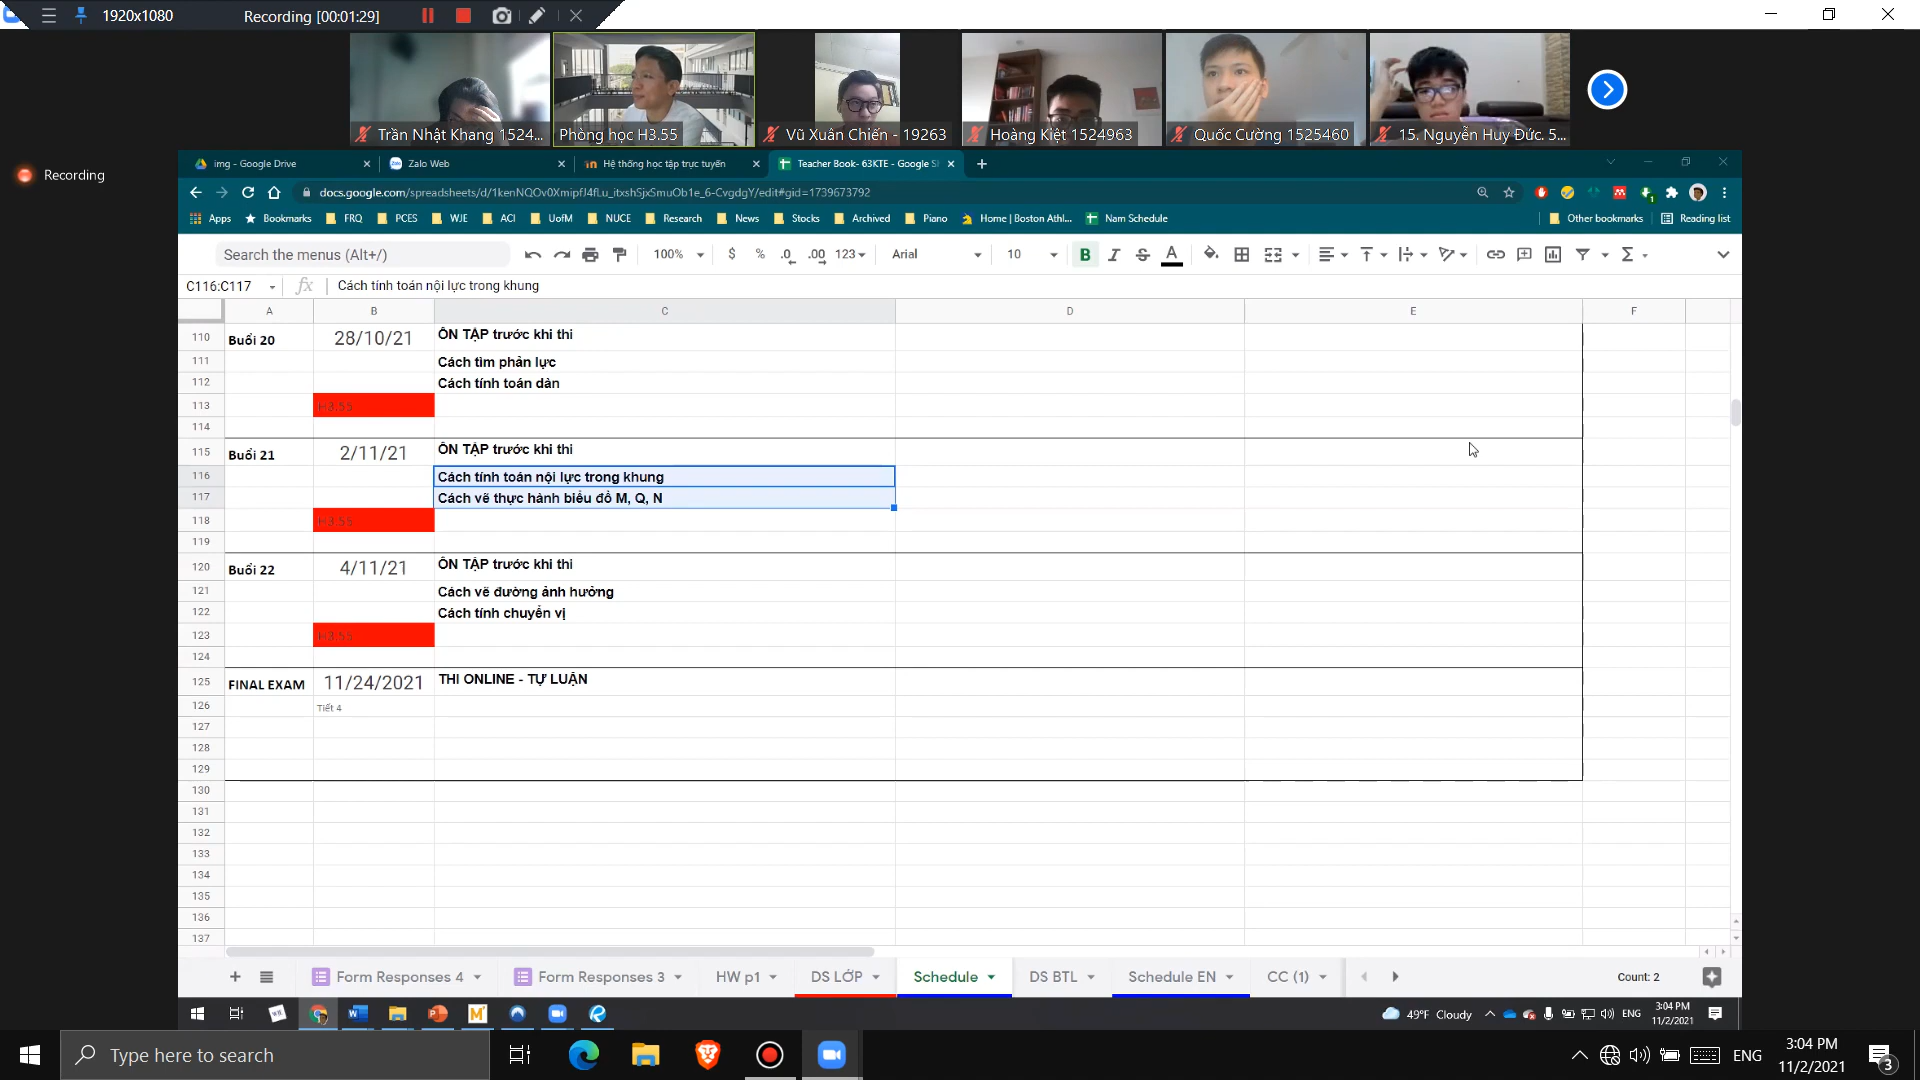 1920x1080
Recording [00:01:29]
Trần Nhật Khang 1524...
Phòng học H3.55
Vũ Xuân Chiến - 19263
Hoàng Kiệt 1524963
Quốc Cường 1525460
15. Nguyễn Huy Đức. 5...
Recording
img - Google Drive
Zalo Web
Hệ thống học tập trực tuyến
Teacher Book- 63KTE - Google S
docs.google.com/spreadsheets/d/1kenNQOv0XmipfJ4fLu_itxshSjxSmuOb1e_6-CvgdgY/edit#gid=1739673792
Apps
Bookmarks
FRQ
PCES
WJE
ACI
UofM
NUCE
Research
News
Stocks
Archived
Piano
Home | Boston Athl...
Nam Schedule
Other bookmarks
Reading list
Search the menus (Alt+/)
100%
$
%
.0
.00
123
Arial
10
B
I
S
A
C116:C117
fx
Cách tính toán nội lực trong khung
A B C D E F
110 Buổi 20 28/10/21 ÔN TẬP trước khi thi
111 Cách tìm phản lực
112 Cách tính toán dàn
113 H3.55
114
115 Buổi 21 2/11/21 ÔN TẬP trước khi thi
116 Cách tính toán nội lực trong khung
117 Cách vẽ thực hành biểu đồ M, Q, N
118 H3.55
119
120 Buổi 22 4/11/21 ÔN TẬP trước khi thi
121 Cách vẽ đường ảnh hưởng
122 Cách tính chuyển vị
123 H3.55
124
125 FINAL EXAM 11/24/2021 THI ONLINE - TỰ LUẬN
126 Tiết 4
127
128
129
130
131
132
133
134
135
136
137
Form Responses 4
Form Responses 3
HW p1
DS LỚP
Schedule
DS BTL
Schedule EN
CC (1)
Count: 2
49°F Cloudy
ENG
3:04 PM
11/2/2021
Type here to search
ENG
3:04 PM
11/2/2021
3